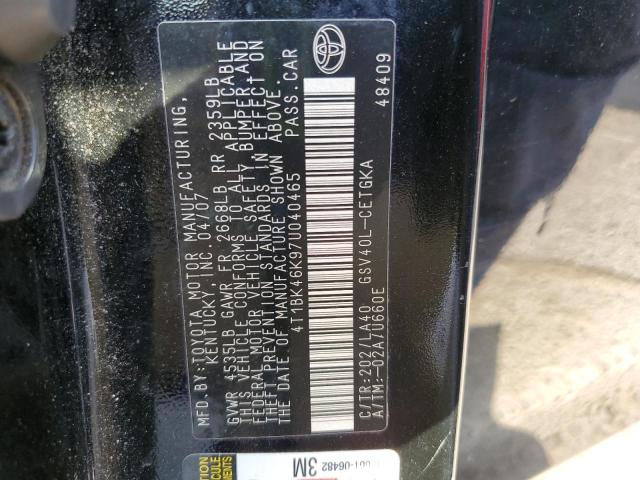 MFD.BY:TOYOTA MOTOR MANUFACTURING,
KENTUCKY, INC. 04/07
GVWR 4535LB GAWR FR 2668LB RR 2359LB
THIS VEHICLE CONFORMS TO ALL APPLICABLE
FEDERAL MOTOR VEHICLE SAFETY, BUMPER AND
THEFT PREVENTION STANDARDS IN EFFECT ON
THE DATE OF MANUFACTURE SHOWN ABOVE.
4T1BK46K97U040465 PASS.CAR
C/TR:202/LA40 GSV40L-CETGKA
A/TM:-02A/U660E
48409
3M
-06482